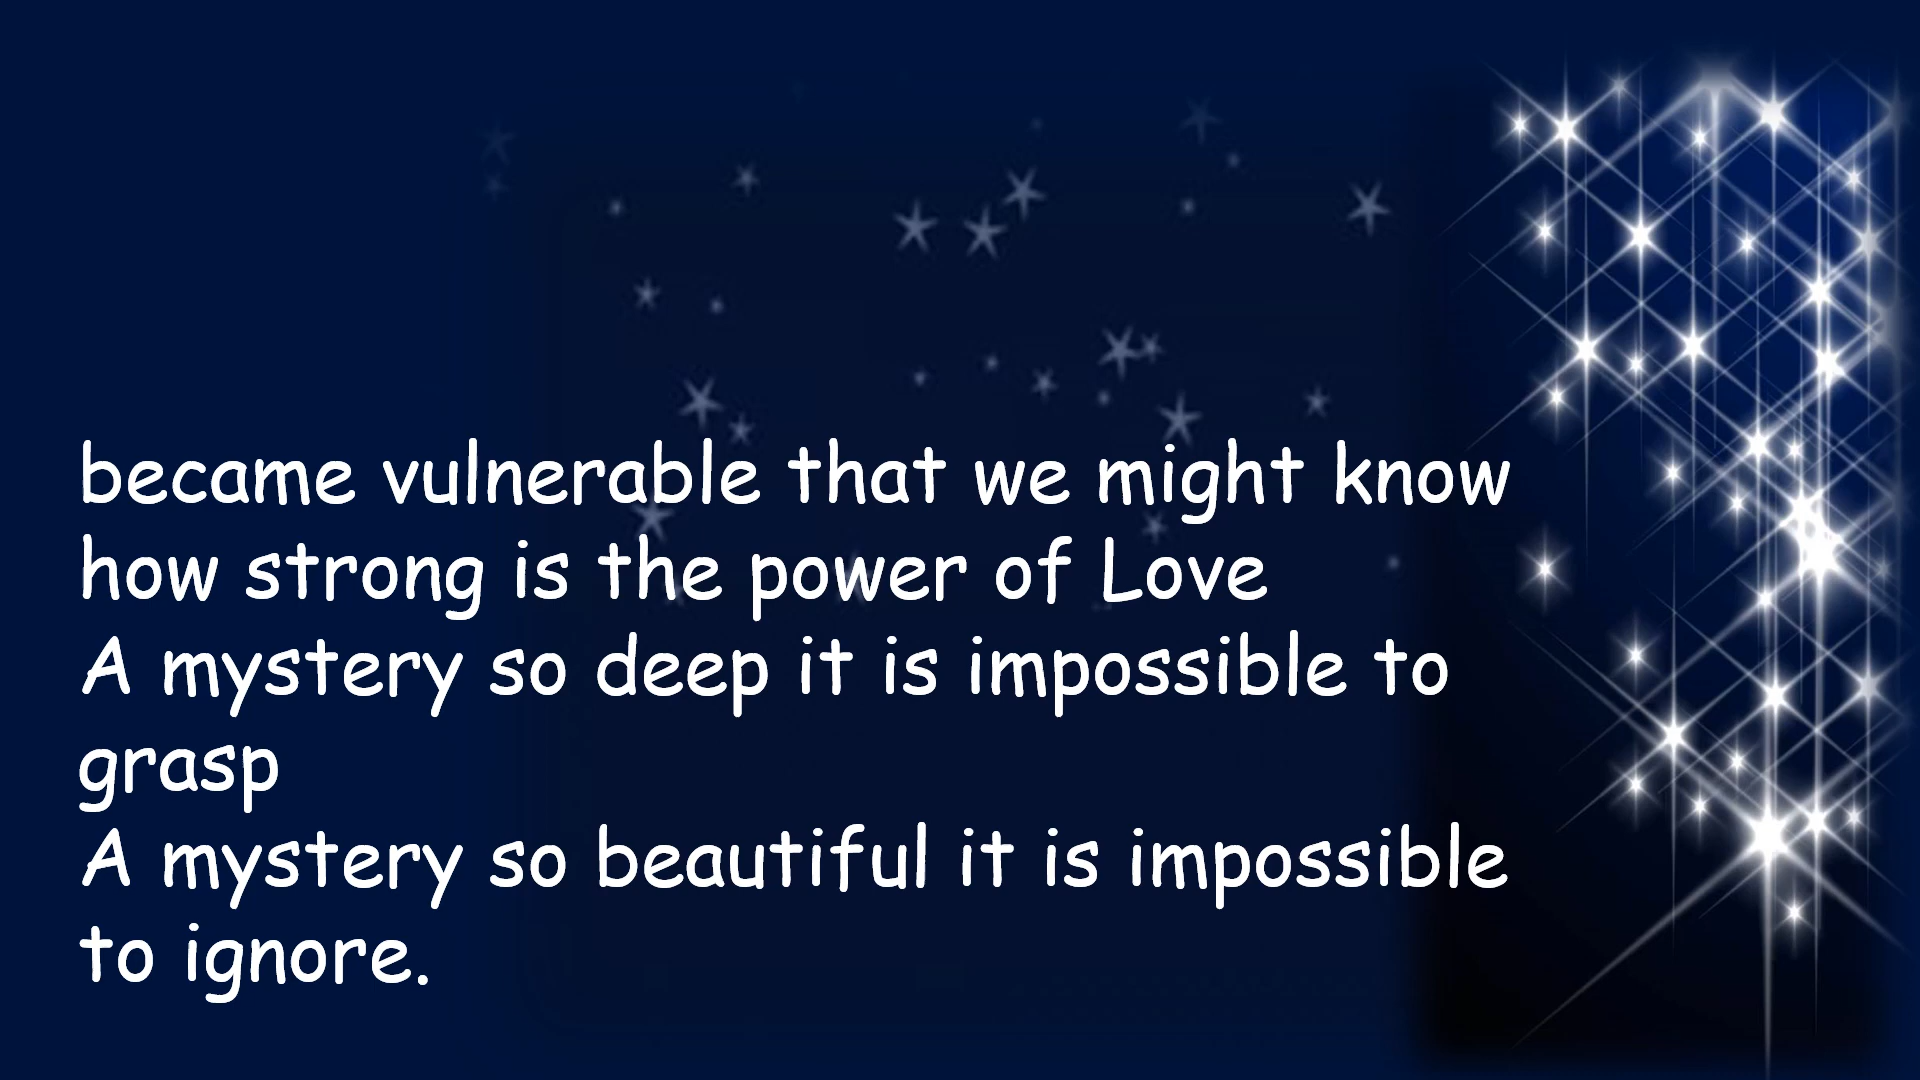 became vulnerable that we might know
how strong is the power of Love
A mystery so deep it is impossible to
grasp
A mystery so beautiful it is impossible
to ignore.